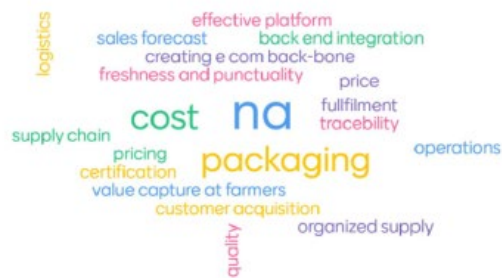 effective platform
logistics
sales forecast
back end integration
creating e com back-bone
freshness and punctuality
price
cost
na
fullfilment
tracebility
supply chain
pricing
packaging
operations
certification
value capture at farmers
customer acquisition
organized supply
quality